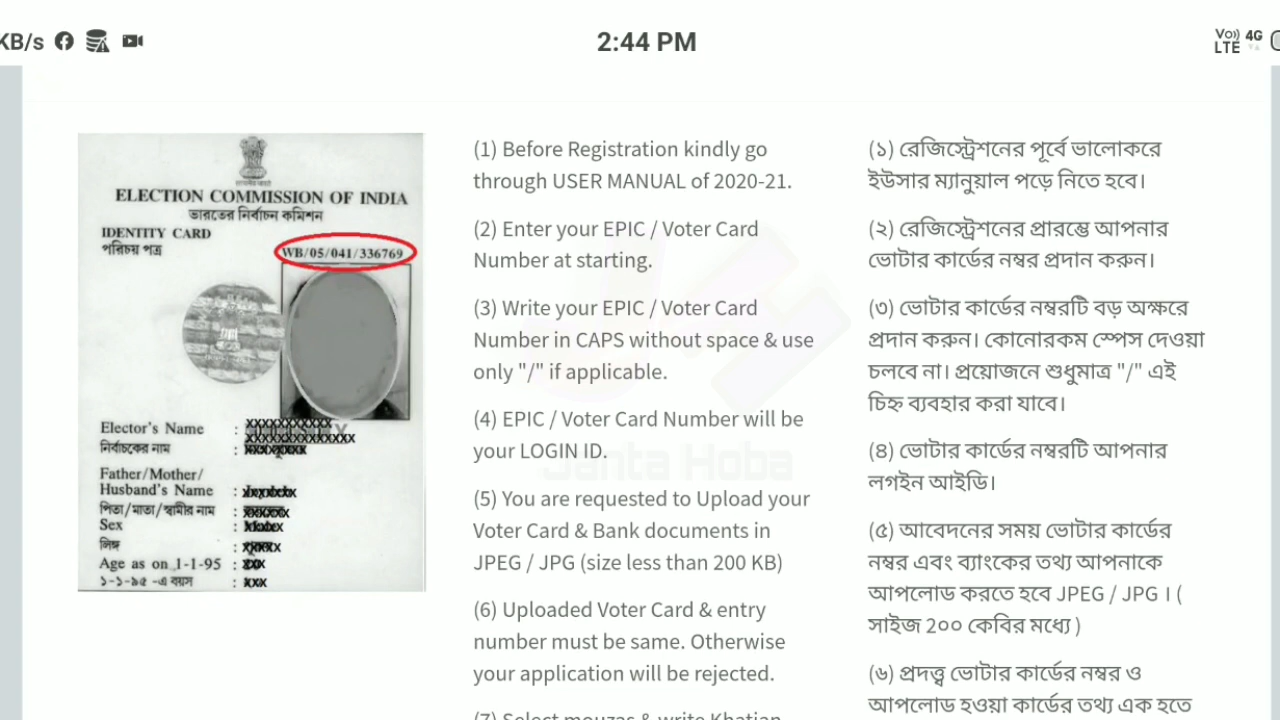 KB/s
2:44 PM
Vo)) 4G
LTE
ELECTION COMMISSION OF INDIA
ভারতের নির্বাচন কমিশন
IDENTITY CARD
পরিচয় পত্র
WB/05/041/336769
Elector's Name :
নির্বাচকের নাম :
Father/Mother/
Husband's Name :
পিতা/মাতা/স্বামীর নাম :
Sex :
লিঙ্গ :
Age as on 1-1-95 :
১-১-৯৫ -এ বয়স :
(1) Before Registration kindly go
through USER MANUAL of 2020-21.
(2) Enter your EPIC / Voter Card
Number at starting.
(3) Write your EPIC / Voter Card
Number in CAPS without space & use
only "/" if applicable.
(4) EPIC / Voter Card Number will be
your LOGIN ID.
(5) You are requested to Upload your
Voter Card & Bank documents in
JPEG / JPG (size less than 200 KB)
(6) Uploaded Voter Card & entry
number must be same. Otherwise
your application will be rejected.
(7) Select mouzas & write Khatian
(১) রেজিস্ট্রেশনের পূর্বে ভালোকরে
ইউসার ম্যানুয়াল পড়ে নিতে হবে।
(২) রেজিস্ট্রেশনের প্রারম্ভে আপনার
ভোটার কার্ডের নম্বর প্রদান করুন।
(৩) ভোটার কার্ডের নম্বরটি বড় অক্ষরে
প্রদান করুন। কোনোরকম স্পেস দেওয়া
চলবে না। প্রয়োজনে শুধুমাত্র "/" এই
চিহ্ন ব্যবহার করা যাবে।
(৪) ভোটার কার্ডের নম্বরটি আপনার
লগইন আইডি।
(৫) আবেদনের সময় ভোটার কার্ডের
নম্বর এবং ব্যাংকের তথ্য আপনাকে
আপলোড করতে হবে JPEG / JPG । (
সাইজ 2০০ কেবির মধ্যে )
(৬) প্রদত্ত্ব ভোটার কার্ডের নম্বর ও
আপলোড হওয়া কার্ডের তথ্য এক হতে
Janta Hoba